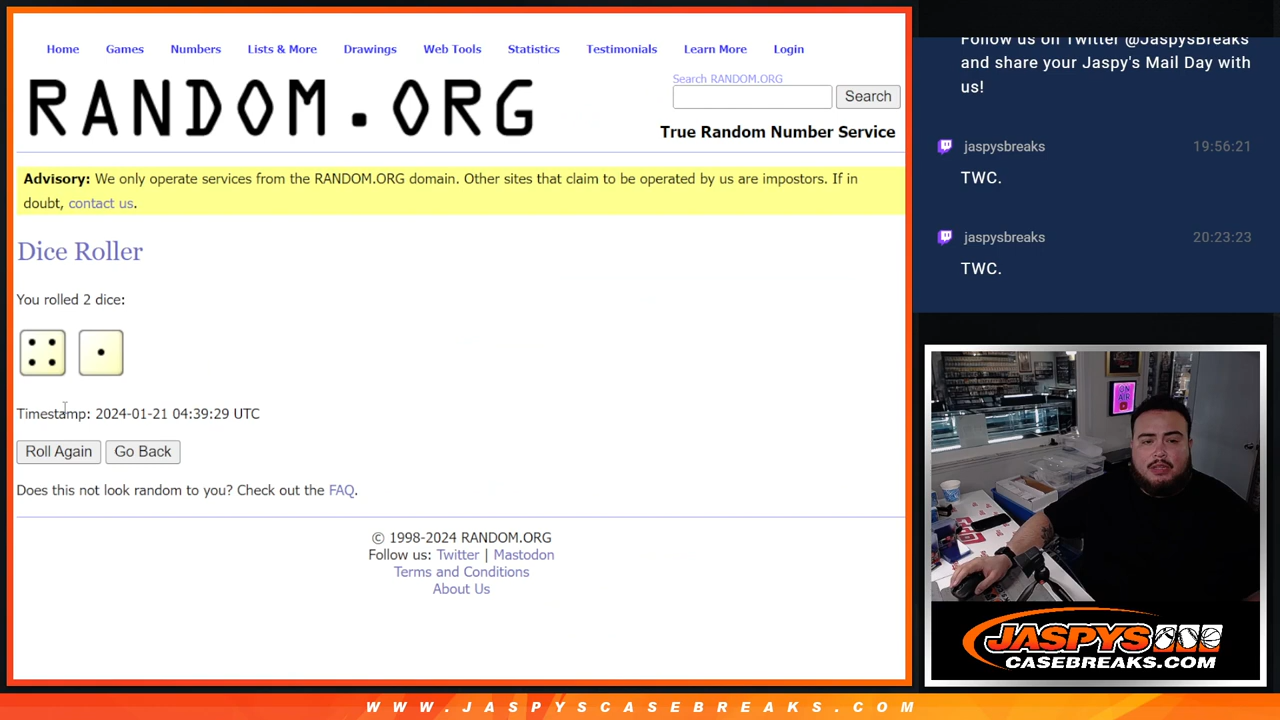 Home Games Numbers Lists & More Drawings Web Tools Statistics Testimonials Learn More Login
RANDOM.ORG
Search RANDOM.ORG
Search
True Random Number Service
Advisory: We only operate services from the RANDOM.ORG domain. Other sites that claim to be operated by us are impostors. If in
doubt, contact us.
Dice Roller
You rolled 2 dice:
Timestamp: 2024-01-21 04:39:29 UTC
Roll Again Go Back
Does this not look random to you? Check out the FAQ.
© 1998-2024 RANDOM.ORG
Follow us: Twitter | Mastodon
Terms and Conditions
About Us
Follow us on Twitter @JaspysBreaks
and share your Jaspy's Mail Day with
us!
jaspysbreaks 19:56:21
TWC.
jaspysbreaks 20:23:23
TWC.
ON
AIR
JASPYS
CASEBREAKS.COM
WWW.JASPYSCASEBREAKS.COM